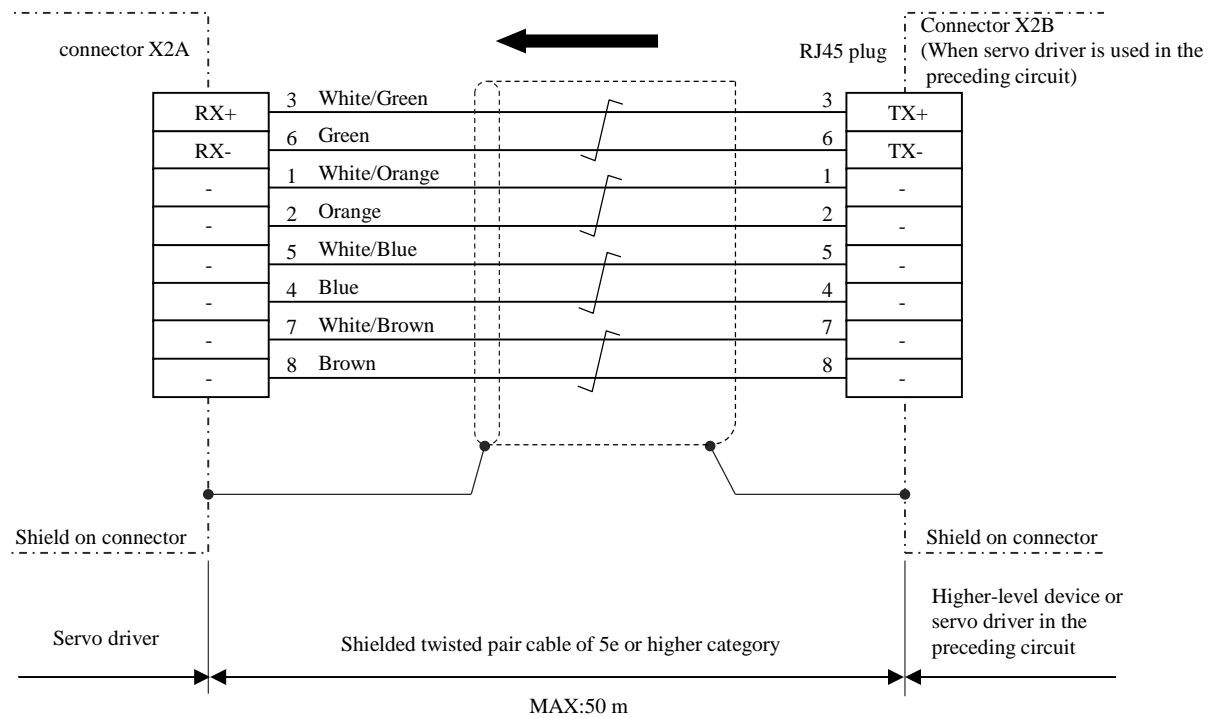 connector X2A
RJ45 plug
Connector X2B
(When servo driver is used in the
preceding circuit)
RX+ 3 White/Green 3 TX+
RX- 6 Green 6 TX-
- 1 White/Orange 1 -
- 2 Orange 2 -
- 5 White/Blue 5 -
- 4 Blue 4 -
- 7 White/Brown 7 -
- 8 Brown 8 -
Shield on connector
Shield on connector
Servo driver
Shielded twisted pair cable of 5e or higher category
Higher-level device or
servo driver in the
preceding circuit
MAX:50 m